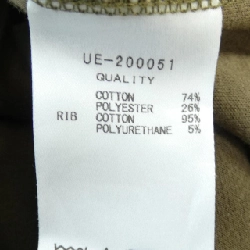 UE-200051
QUALITY
COTTON 74%
POLYESTER 26%
RIB COTTON 95%
POLYURETHANE 5%